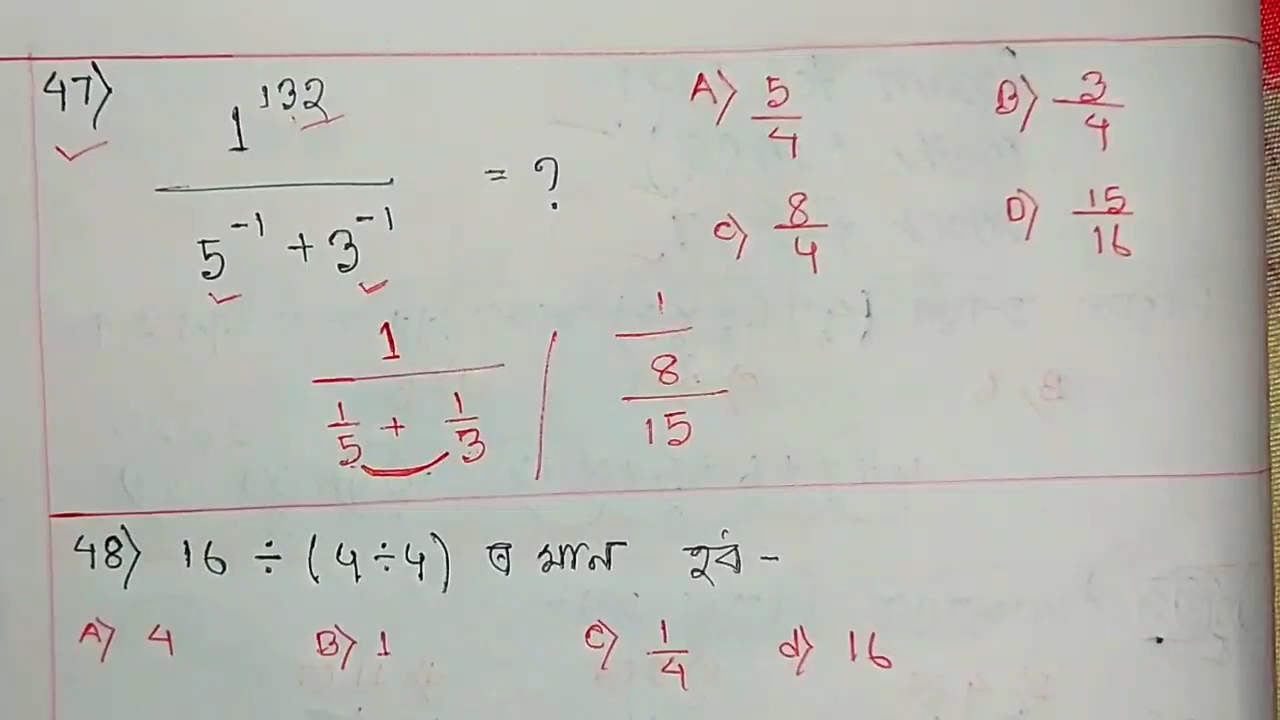 47) 1^132 / (5^-1 + 3^-1) = ?
A) 5/4 B) 3/4
C) 8/4 D) 15/16
1 / (1/5 + 1/3) / 1 / (8/15)
48) 16 ÷ (4÷4) ৰ মান হব -
A) 4 B) 1 C) 1/4 d) 16